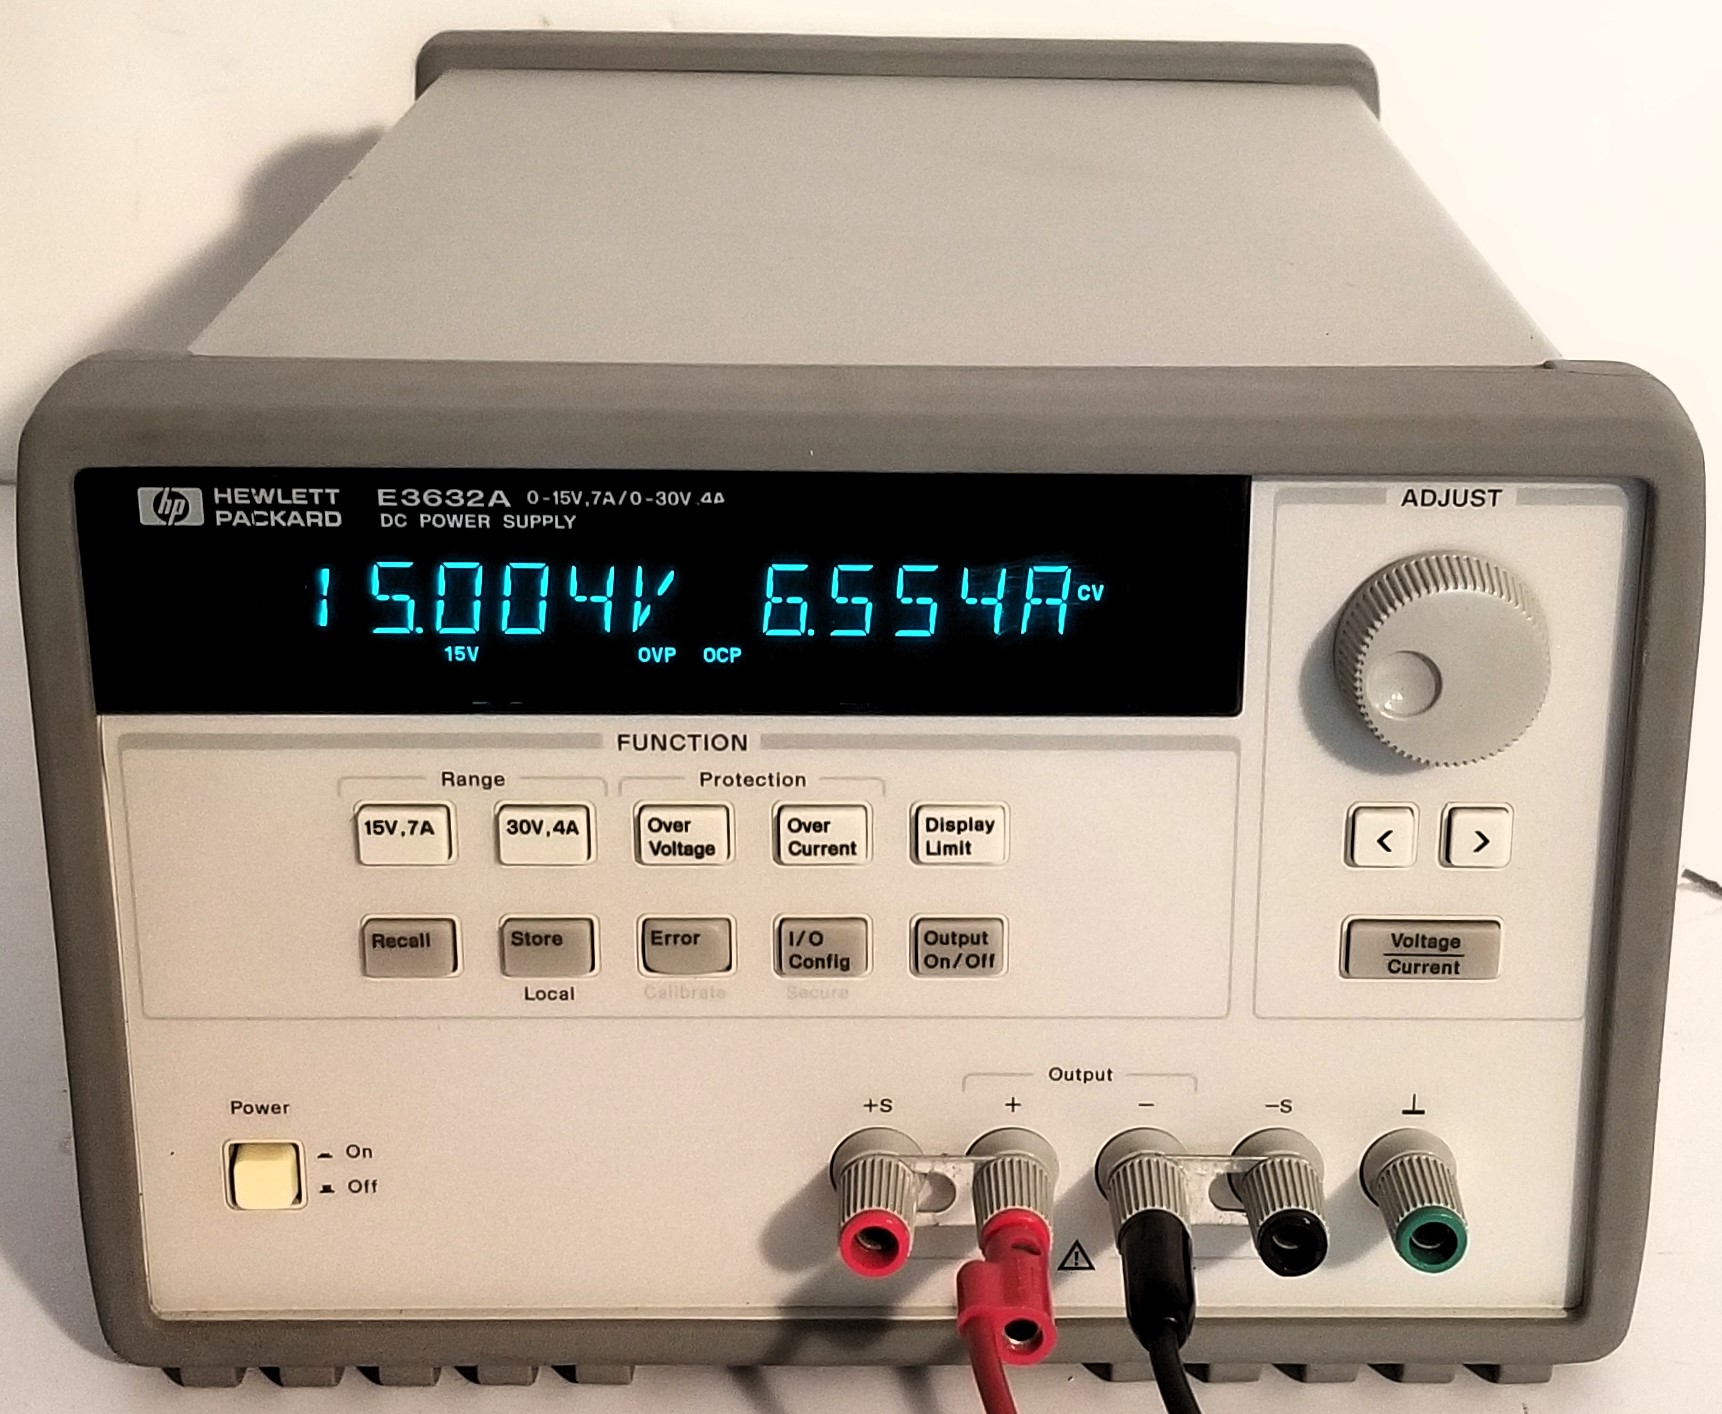 hp HEWLETT PACKARD E3632A 0-15V,7A/0-30V,4A
DC POWER SUPPLY
15.004V 6.554A CV
15V OVP OCP
ADJUST
FUNCTION
Range Protection
15V,7A 30V,4A Over Voltage Over Current Display Limit
< >
Recall Store Error I/O Config Output On/Off
Voltage
Current
Local Calibrate Secure
Output
Power
+S + − −S
On
Off